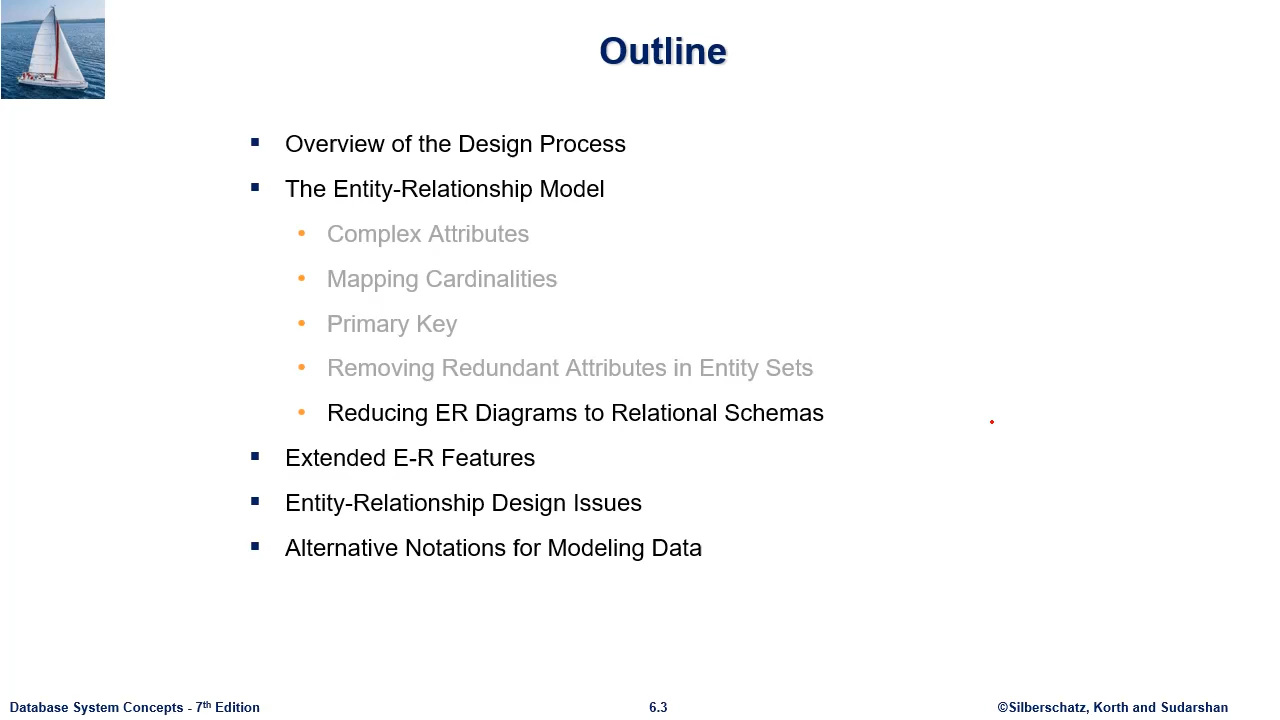 Outline
Overview of the Design Process
The Entity-Relationship Model
Complex Attributes
Mapping Cardinalities
Primary Key
Removing Redundant Attributes in Entity Sets
Reducing ER Diagrams to Relational Schemas
Extended E-R Features
Entity-Relationship Design Issues
Alternative Notations for Modeling Data
Database System Concepts - 7th Edition
6.3
©Silberschatz, Korth and Sudarshan